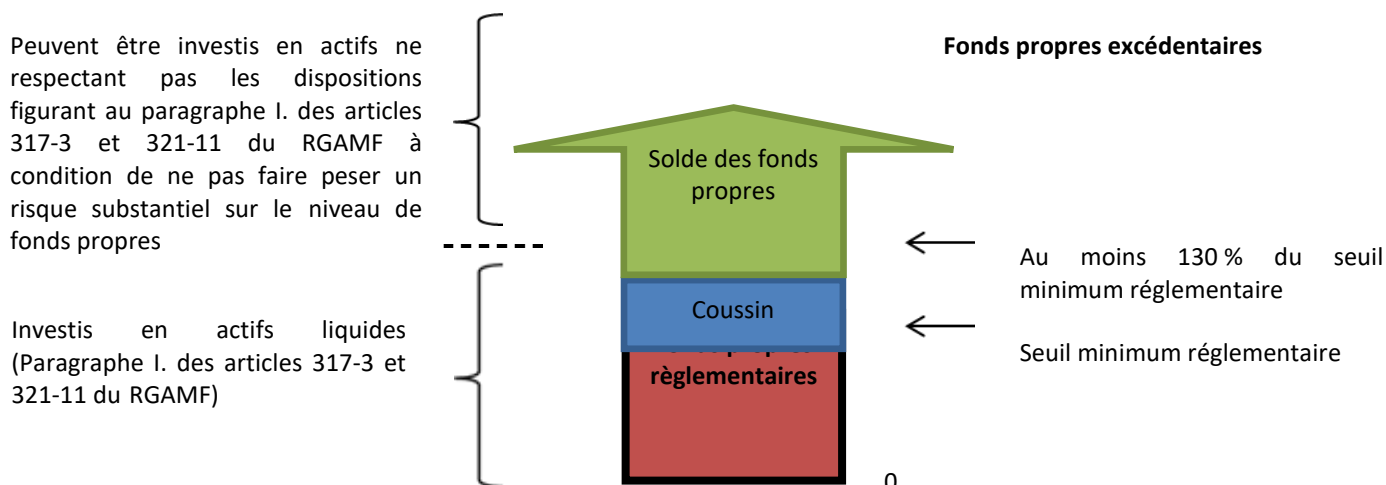 Peuvent être investis en actifs ne
respectant pas les dispositions
figurant au paragraphe I. des articles
317-3 et 321-11 du RGAMF à
condition de ne pas faire peser un
risque substantiel sur le niveau de
fonds propres
Investis en actifs liquides
(Paragraphe I. des articles 317-3 et
321-11 du RGAMF)
Solde des fonds
propres
Coussin
propres
règlementaires
Fonds propres excédentaires
Au moins 130 % du seuil
minimum réglementaire
Seuil minimum réglementaire
0